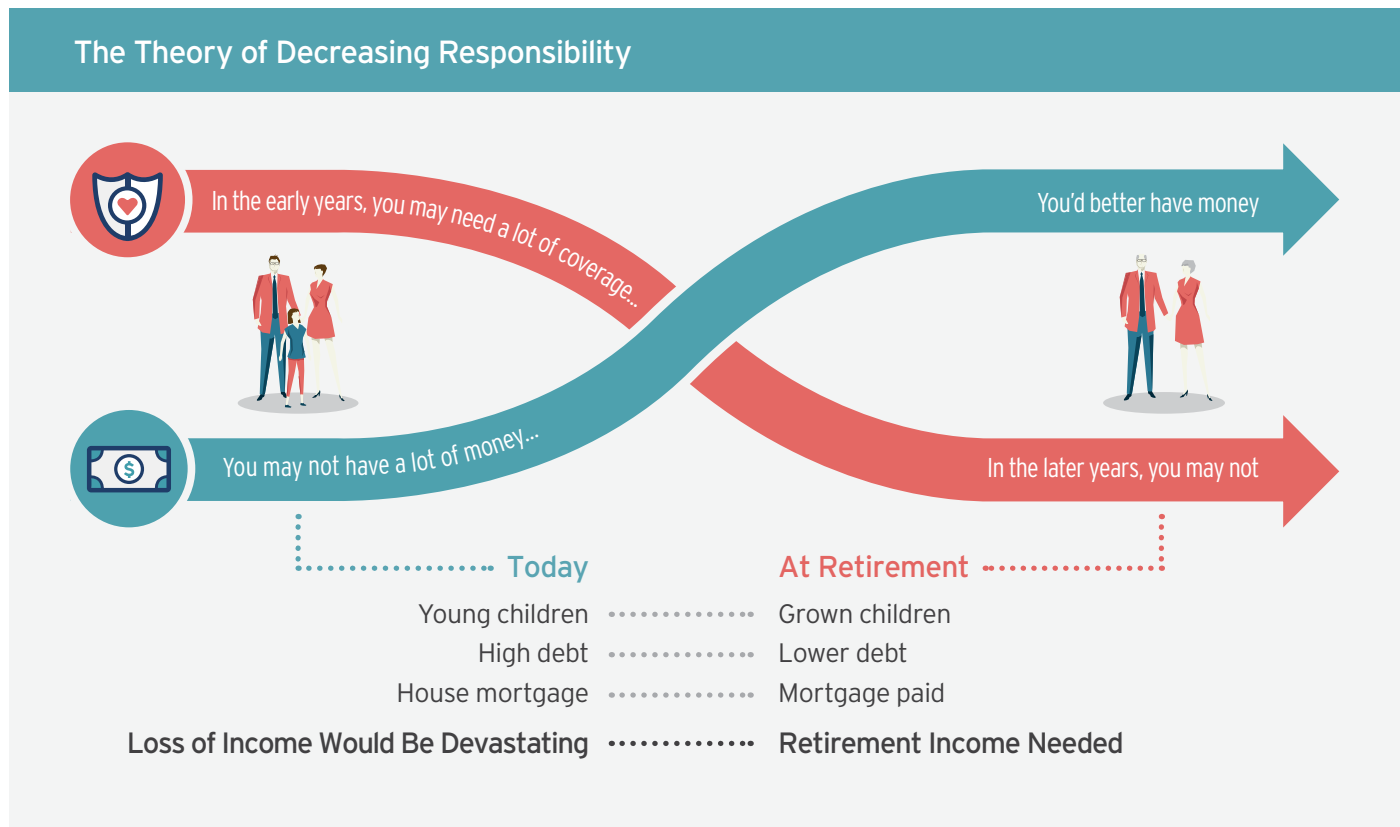 The Theory of Decreasing Responsibility
In the early years, you may need a lot of coverage...
You'd better have money
You may not have a lot of money...
In the later years, you may not
$
Today
At Retirement
Young children
Grown children
High debt
Lower debt
House mortgage
Mortgage paid
Loss of Income Would Be Devastating
Retirement Income Needed